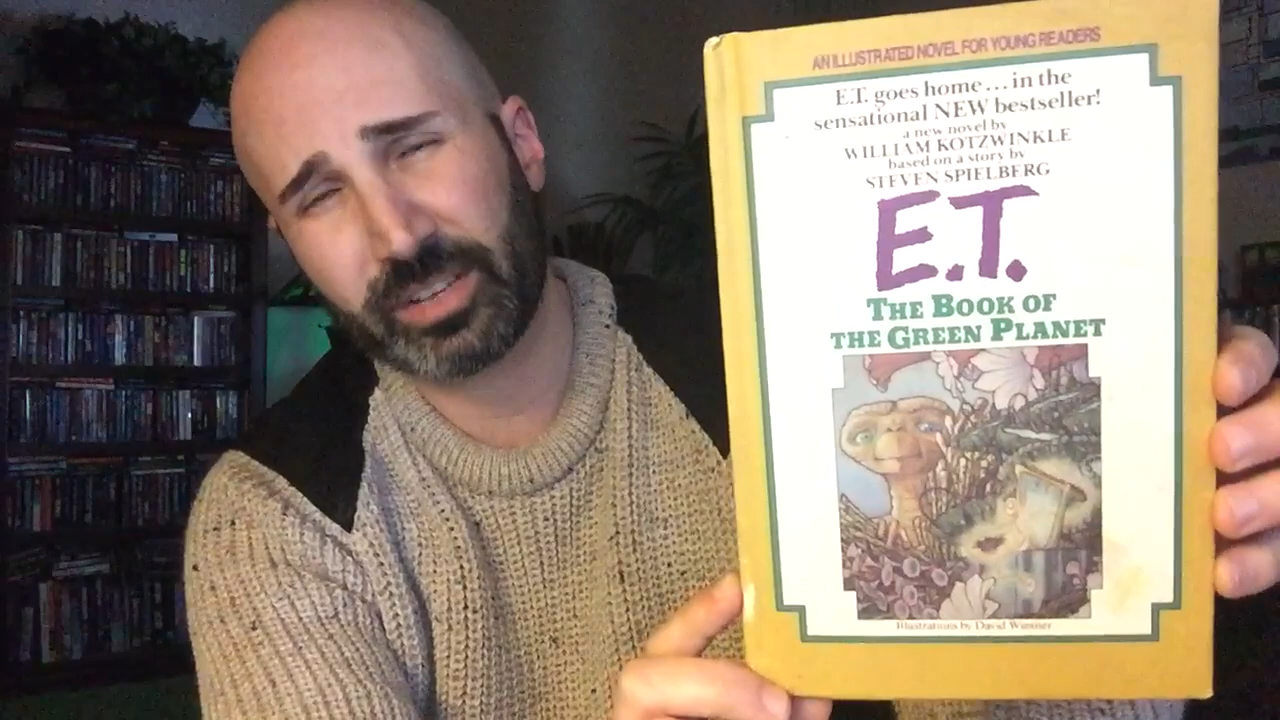 AN ILLUSTRATED NOVEL FOR YOUNG READERS
E.T. goes home...in the
sensational NEW bestseller!
a new novel by
WILLIAM KOTZWINKLE
based on a story by
STEVEN SPIELBERG
E.T.
THE BOOK OF
THE GREEN PLANET
Illustrations by David Wiesner